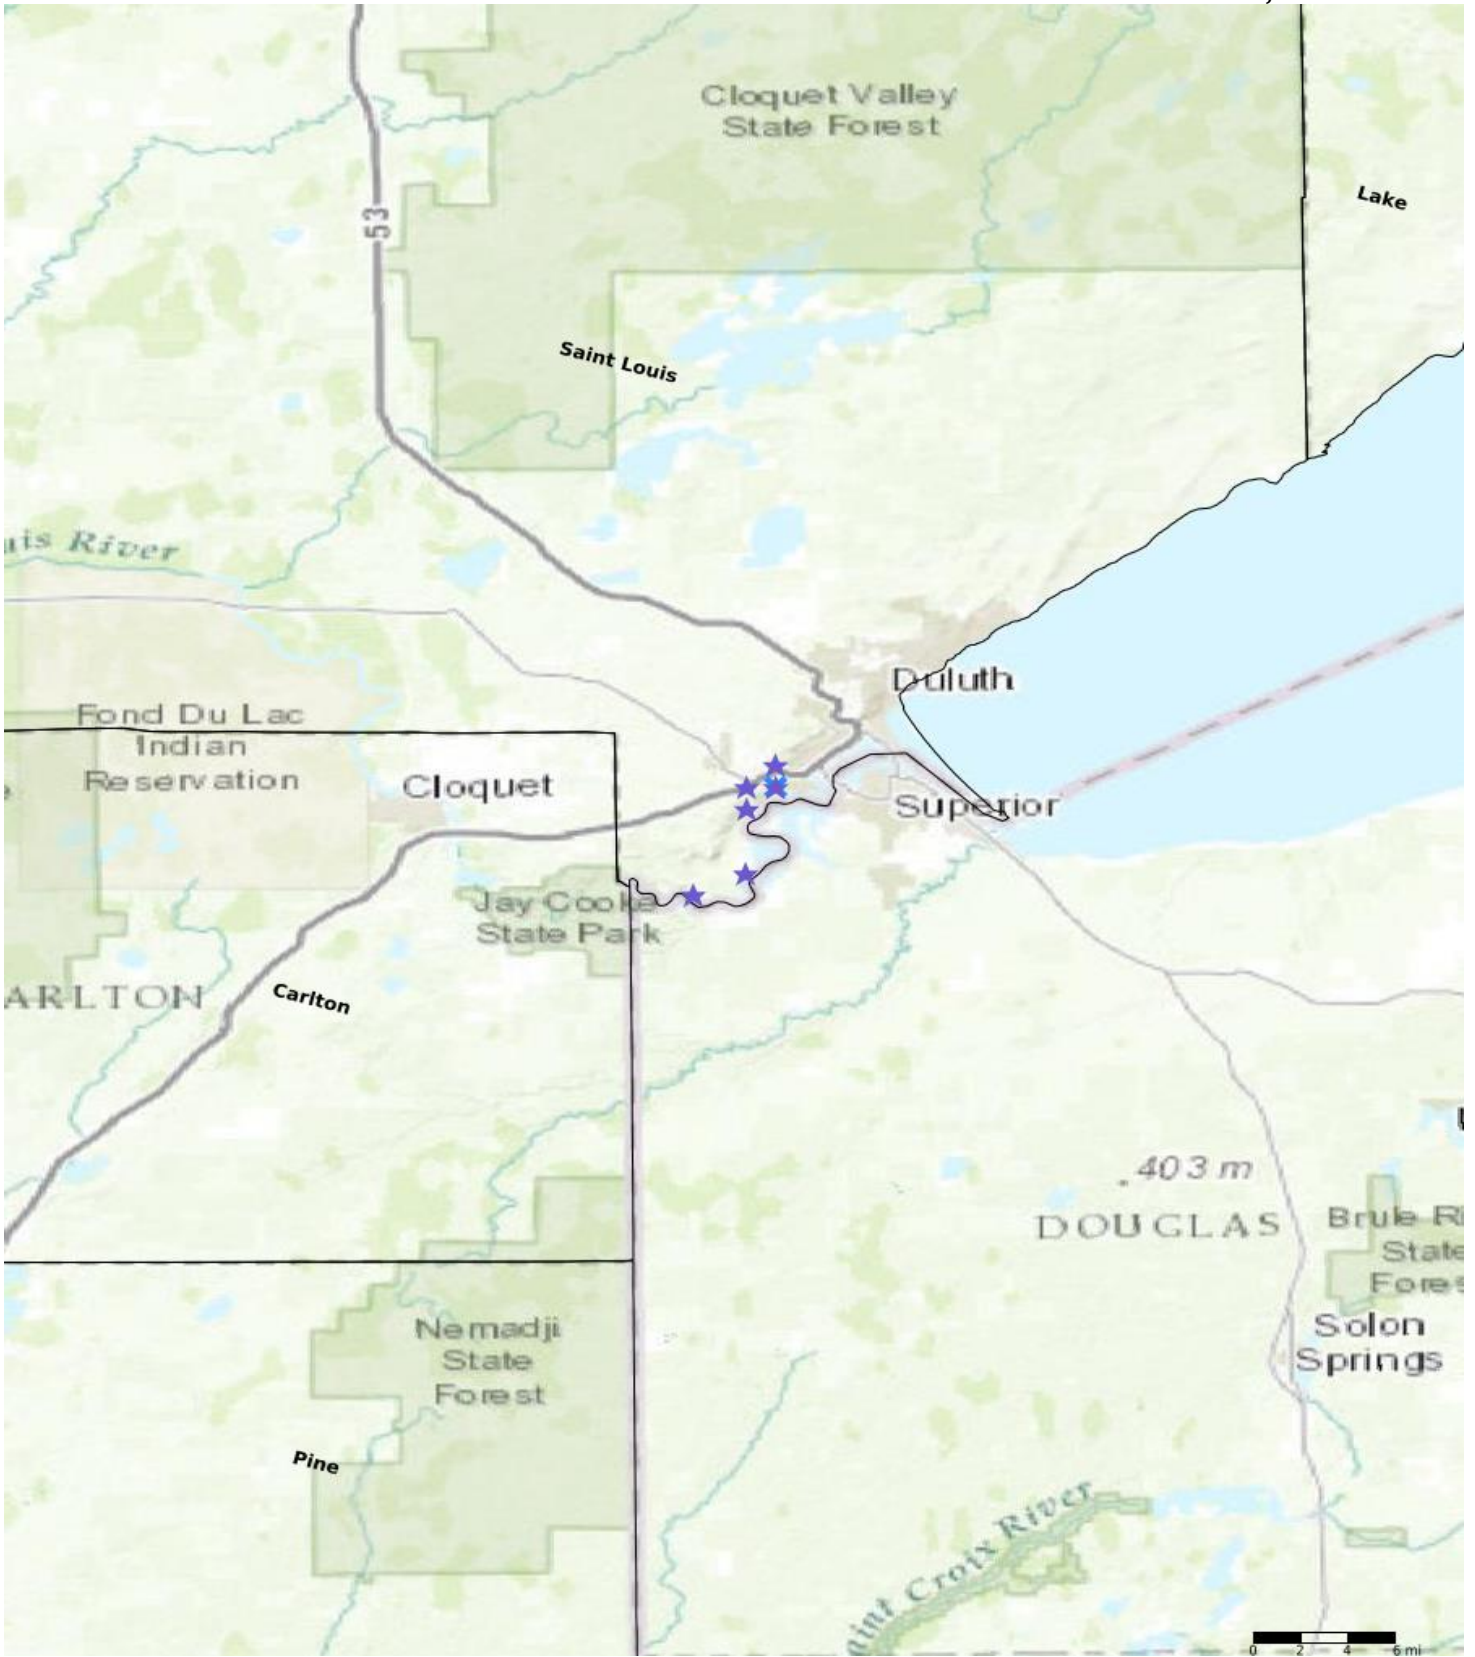 Cloquet Valley
State Forest
Lake
53
Saint Louis
uis River
Duluth
Fond Du Lac
Indian
Reservation
Cloquet
Superior
Jay Cooke
State Park
ARLTON
Carlton
403 m
DOUGLAS
Brule Ri
State
Fores
Solon
Springs
Nemadji
State
Forest
Pine
aint Croix River
0 2 4 6 mi